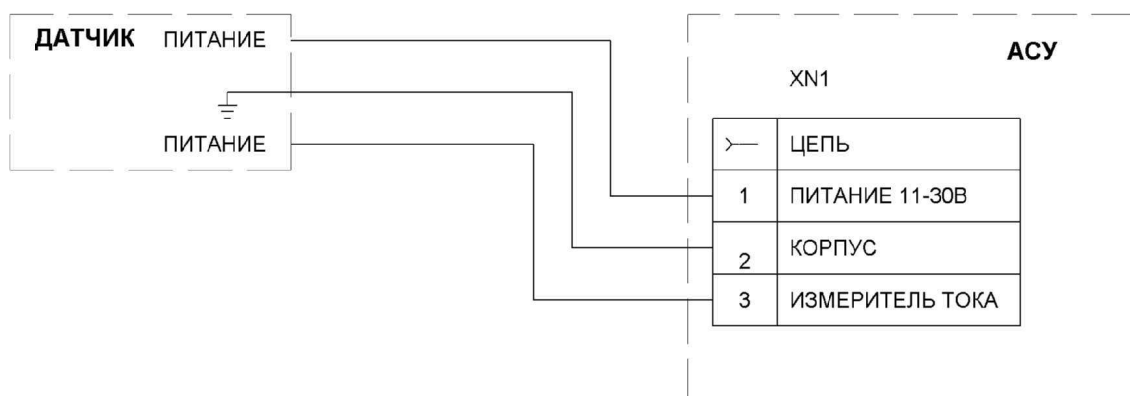 ДАТЧИК ПИТАНИЕ
ПИТАНИЕ
АСУ
XN1
ЦЕПЬ
1 ПИТАНИЕ 11-30В
2 КОРПУС
3 ИЗМЕРИТЕЛЬ ТОКА